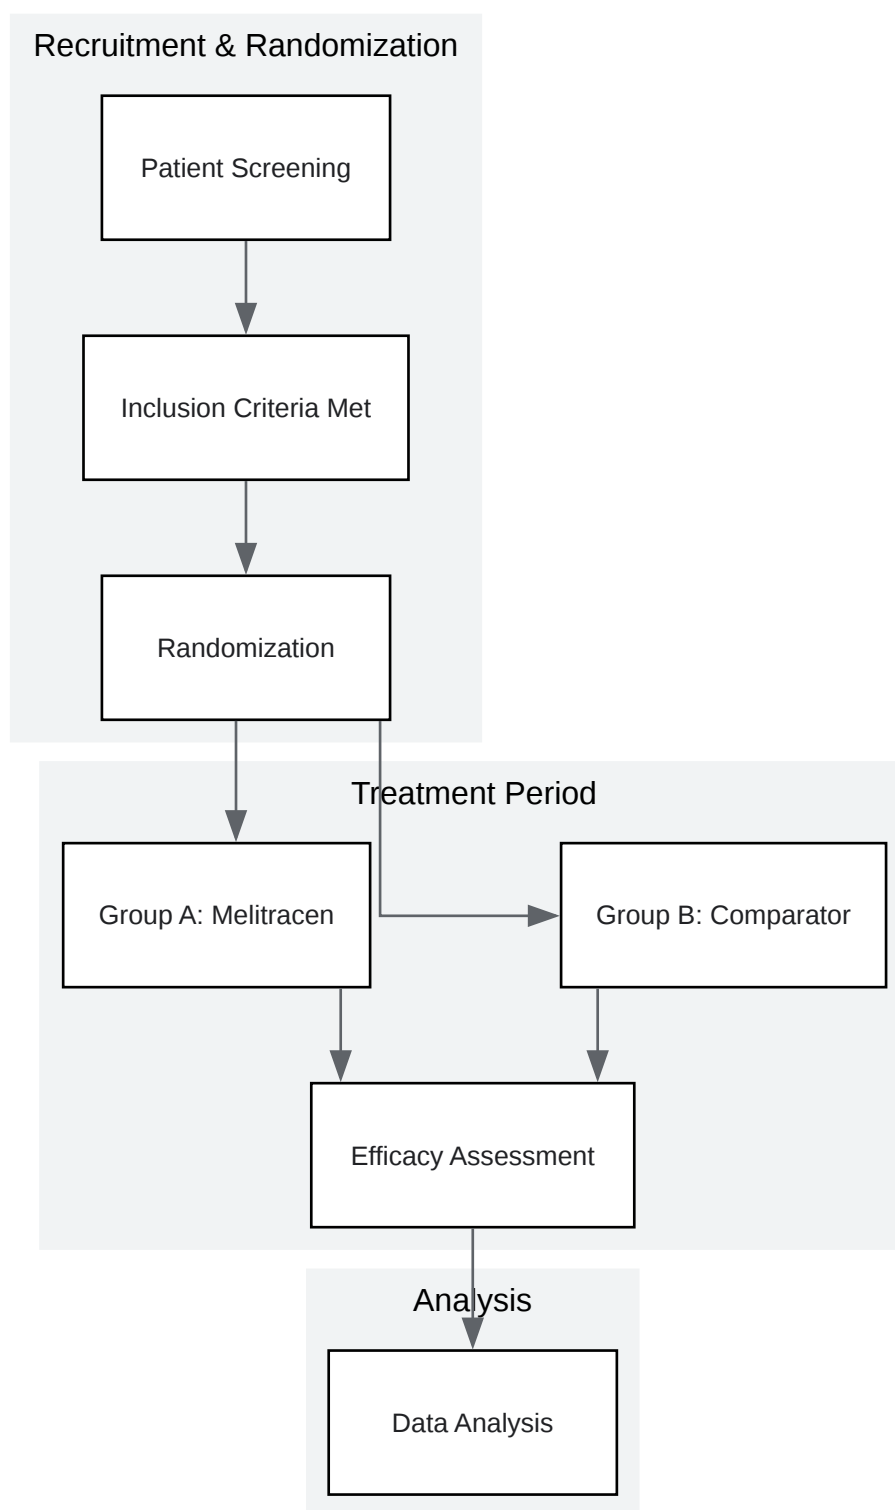 Recruitment & Randomization
Patient Screening
Inclusion Criteria Met
Randomization
Treatment Period
Group A: Melitracen
Group B: Comparator
Efficacy Assessment
Analysis
Data Analysis